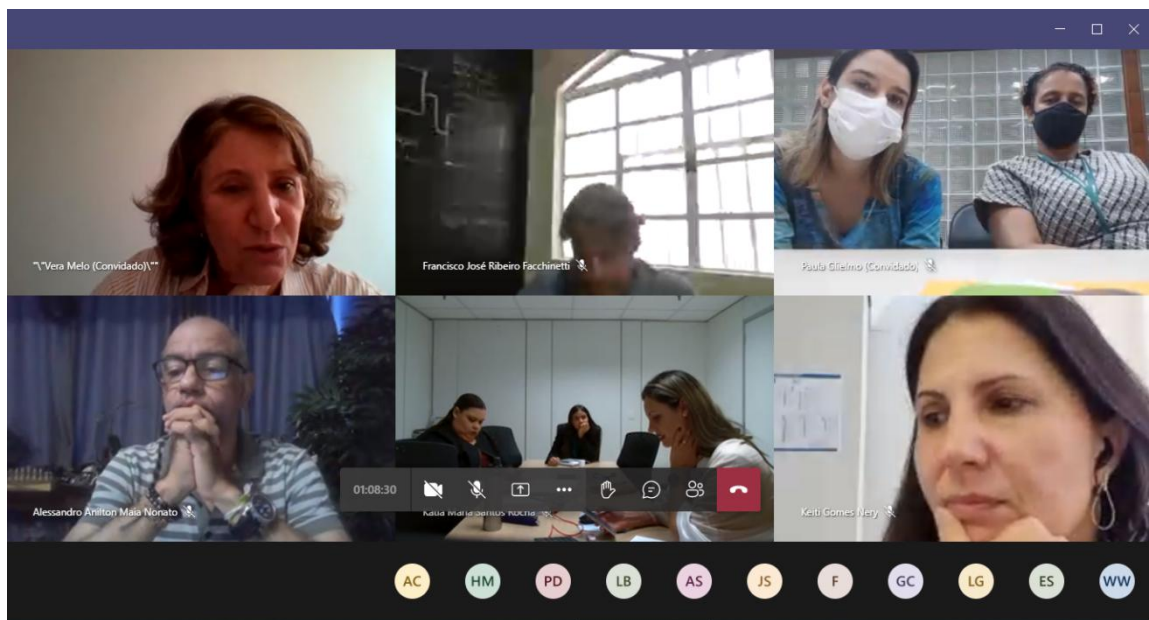 "\"Vera Melo (Convidado)\""
Francisco José Ribeiro Facchinetti
Paula Glielmo (Convidado)
Alessandro Anilton Maia Nonato
01:08:30
Katia Maria Santos Rocha
Keiti Gomes Nery
AC
HM
PD
LB
AS
JS
F
GC
LG
ES
WW